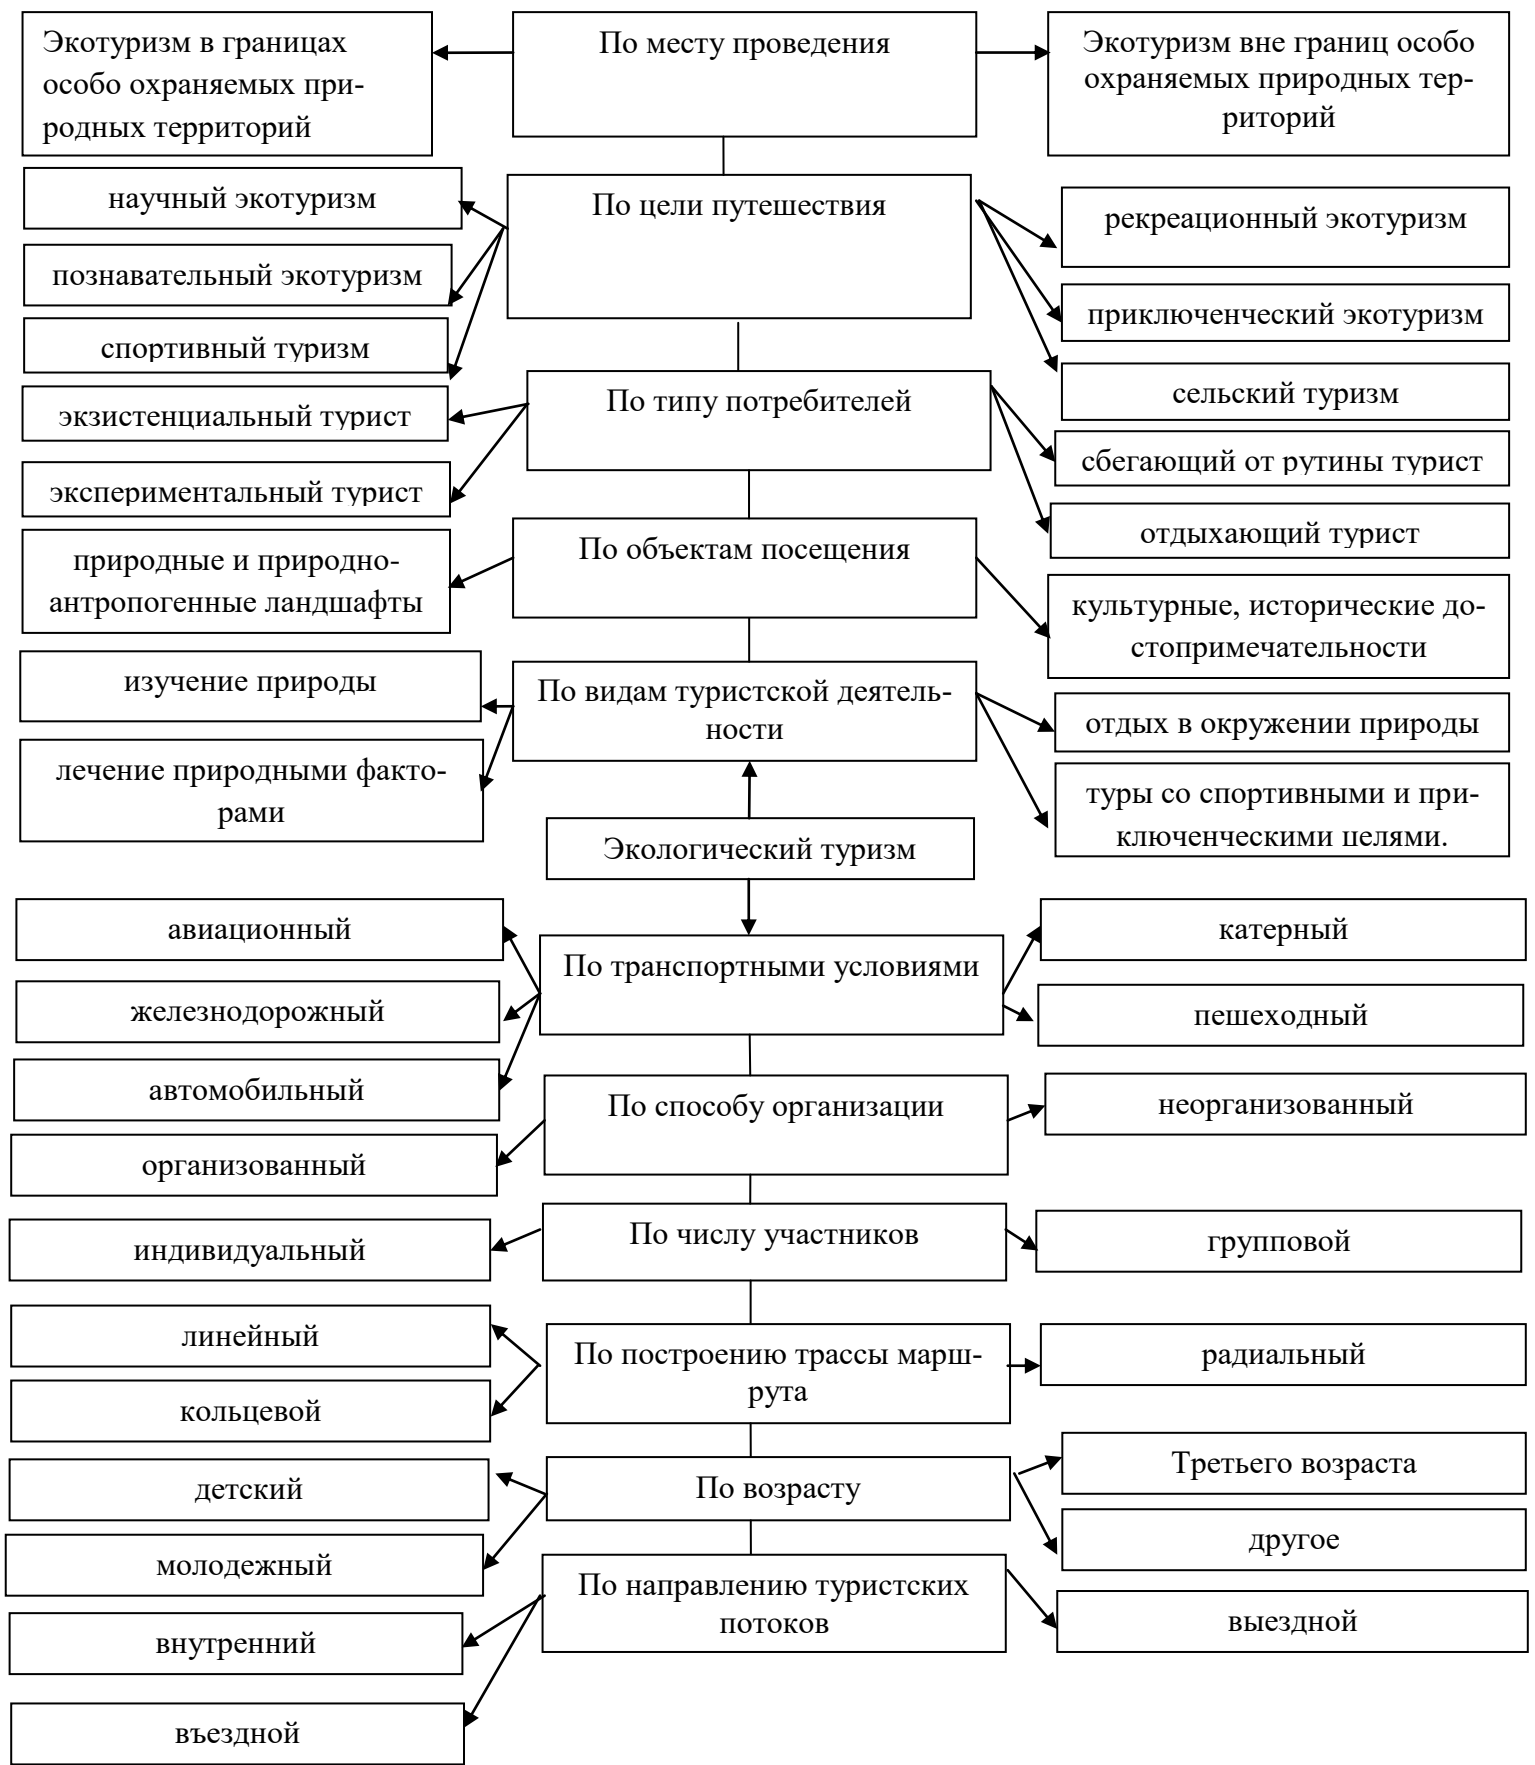 Экотуризм в границах
особо охраняемых при-
родных территорий
По месту проведения
Экотуризм вне границ особо
охраняемых природных тер-
риторий
научный экотуризм
познавательный экотуризм
спортивный туризм
По цели путешествия
рекреационный экотуризм
приключенческий экотуризм
сельский туризм
экзистенциальный турист
экспериментальный турист
По типу потребителей
сбегающий от рутины турист
отдыхающий турист
природные и природно-
антропогенные ландшафты
По объектам посещения
культурные, исторические до-
стопримечательности
изучение природы
лечение природными факто-
рами
По видам туристской деятель-
ности
отдых в окружении природы
туры со спортивными и при-
ключенческими целями.
Экологический туризм
авиационный
железнодорожный
автомобильный
По транспортными условиями
катерный
пешеходный
организованный
По способу организации
неорганизованный
индивидуальный
По числу участников
групповой
линейный
кольцевой
По построению трассы марш-
рута
радиальный
детский
молодежный
По возрасту
Третьего возраста
другое
внутренний
въездной
По направлению туристских
потоков
выездной